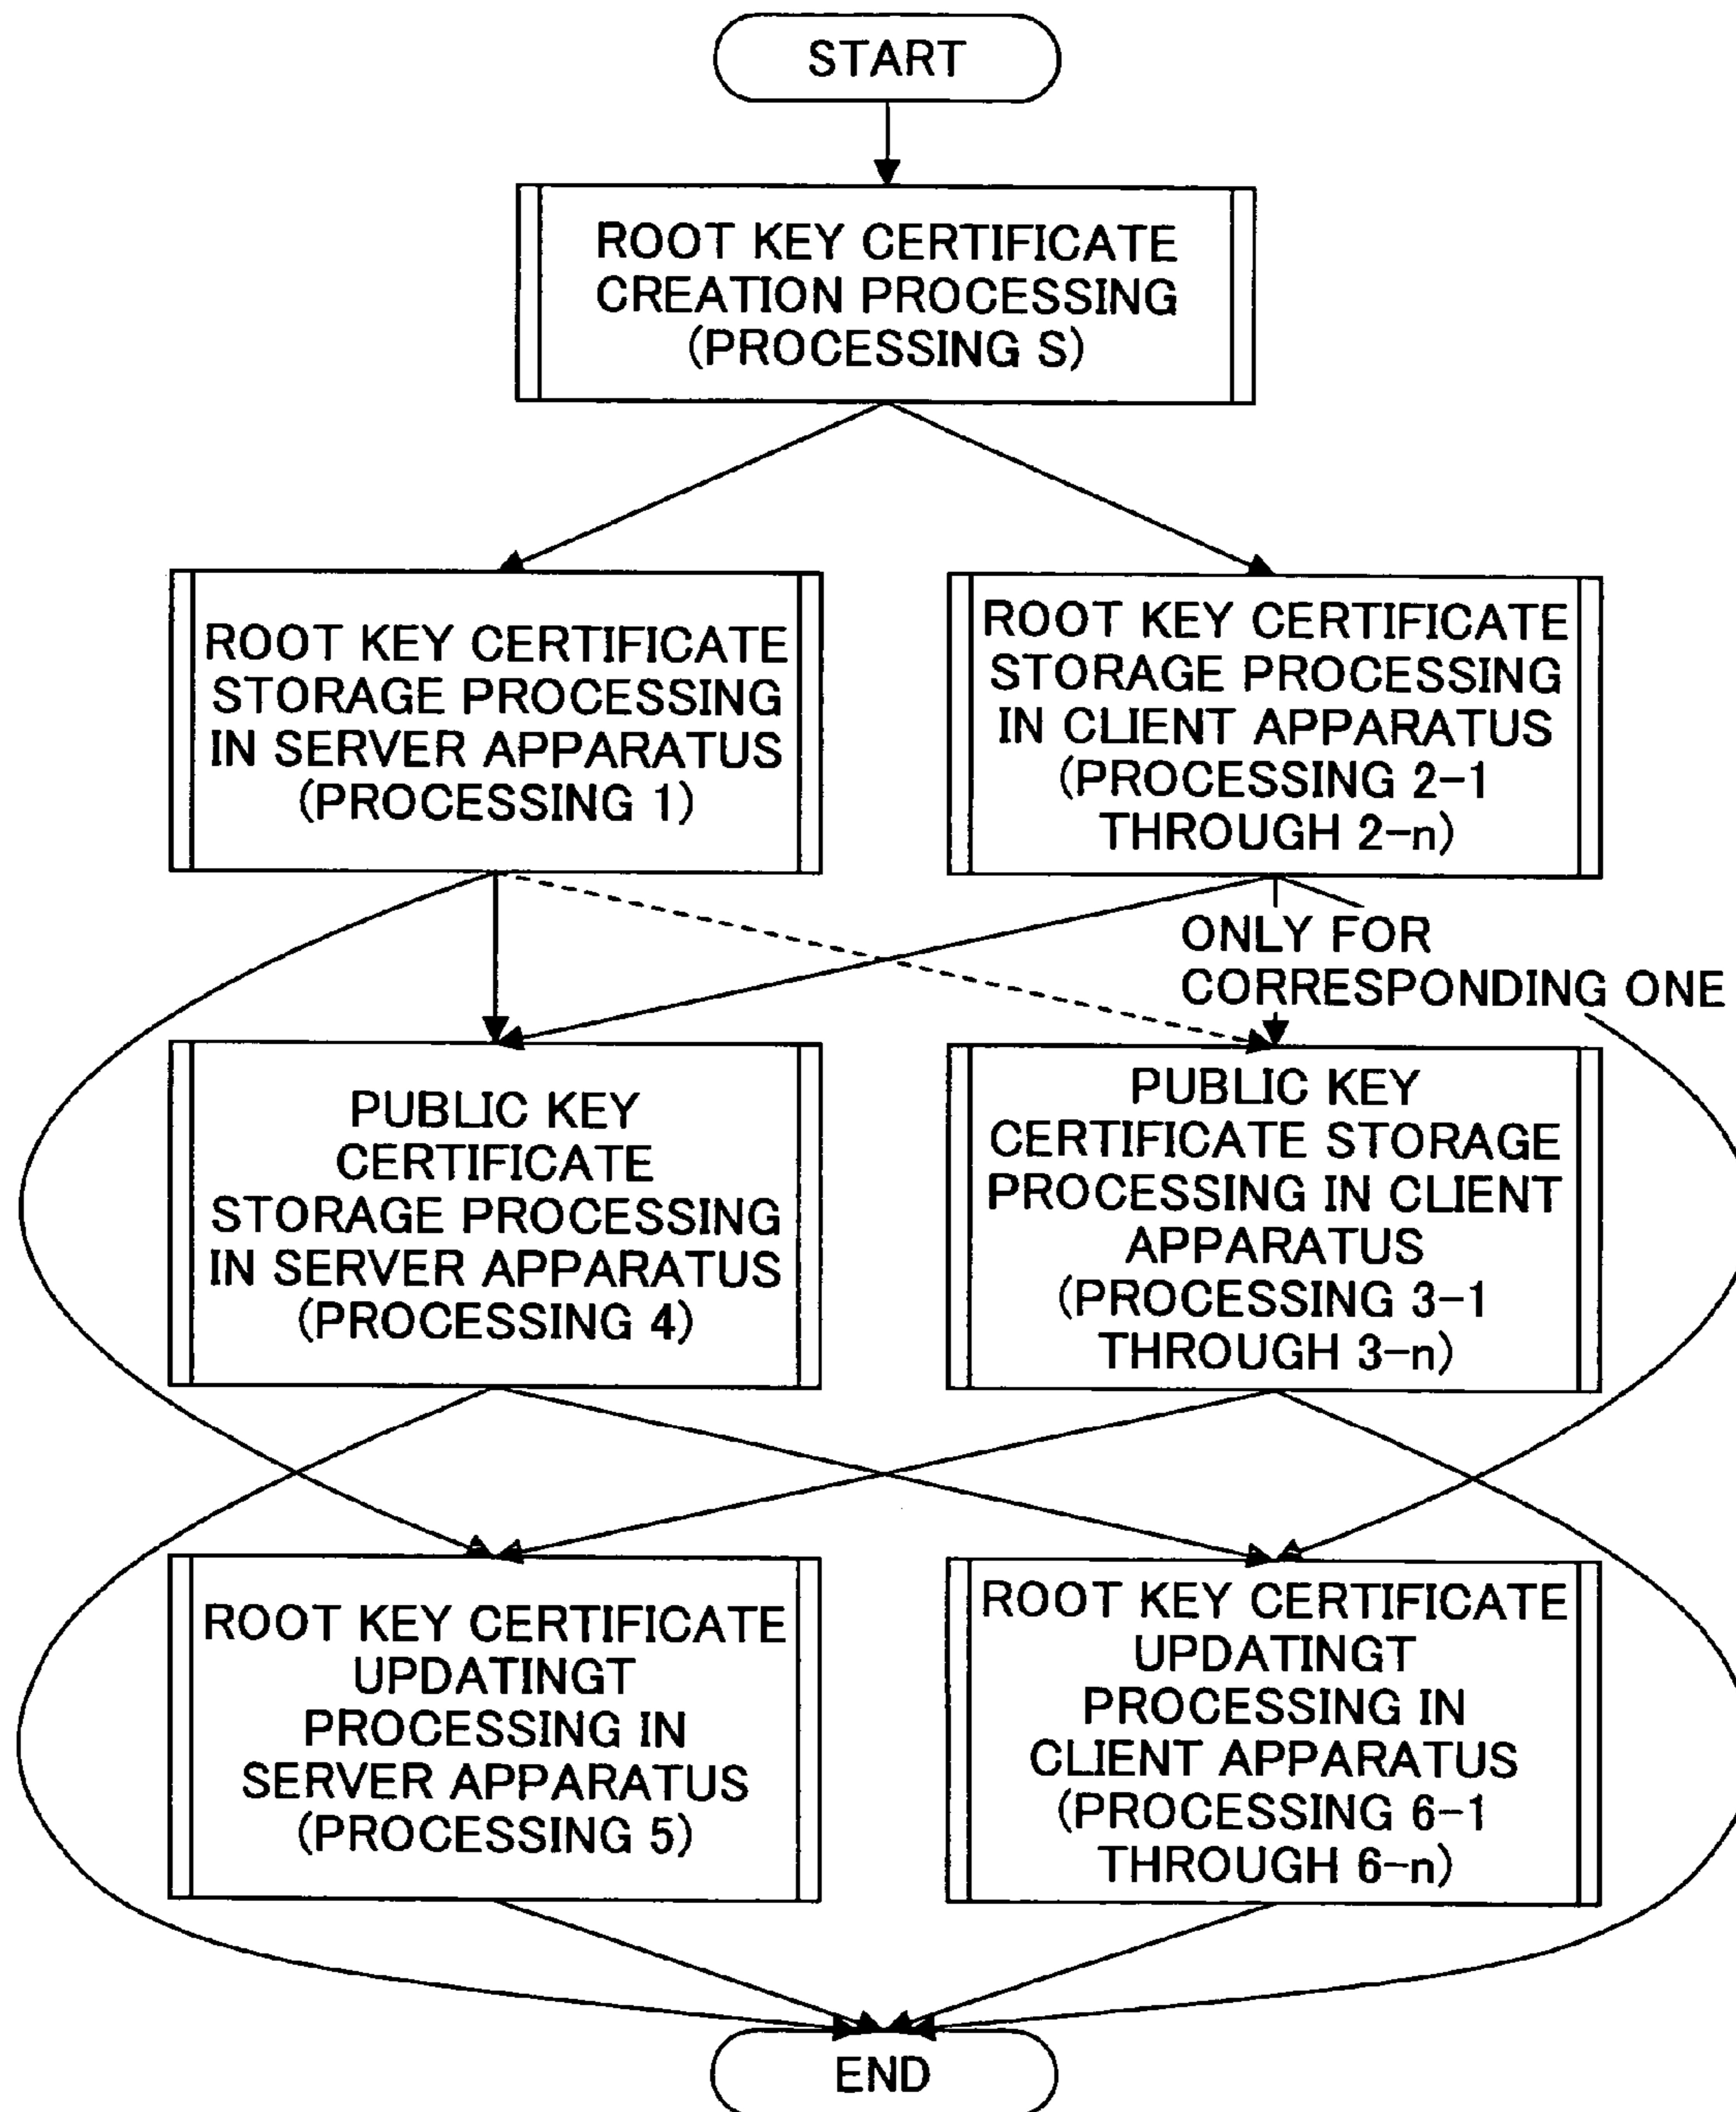 START
ROOT KEY CERTIFICATE
CREATION PROCESSING
(PROCESSING S)
ROOT KEY CERTIFICATE
STORAGE PROCESSING
IN SERVER APPARATUS
(PROCESSING 1)
ROOT KEY CERTIFICATE
STORAGE PROCESSING
IN CLIENT APPARATUS
(PROCESSING 2-1
THROUGH 2-n)
ONLY FOR
CORRESPONDING ONE
PUBLIC KEY
CERTIFICATE
STORAGE PROCESSING
IN SERVER APPARATUS
(PROCESSING 4)
PUBLIC KEY
CERTIFICATE STORAGE
PROCESSING IN CLIENT
APPARATUS
(PROCESSING 3-1
THROUGH 3-n)
ROOT KEY CERTIFICATE
UPDATINGT
PROCESSING IN
SERVER APPARATUS
(PROCESSING 5)
ROOT KEY CERTIFICATE
UPDATINGT
PROCESSING IN
CLIENT APPARATUS
(PROCESSING 6-1
THROUGH 6-n)
END